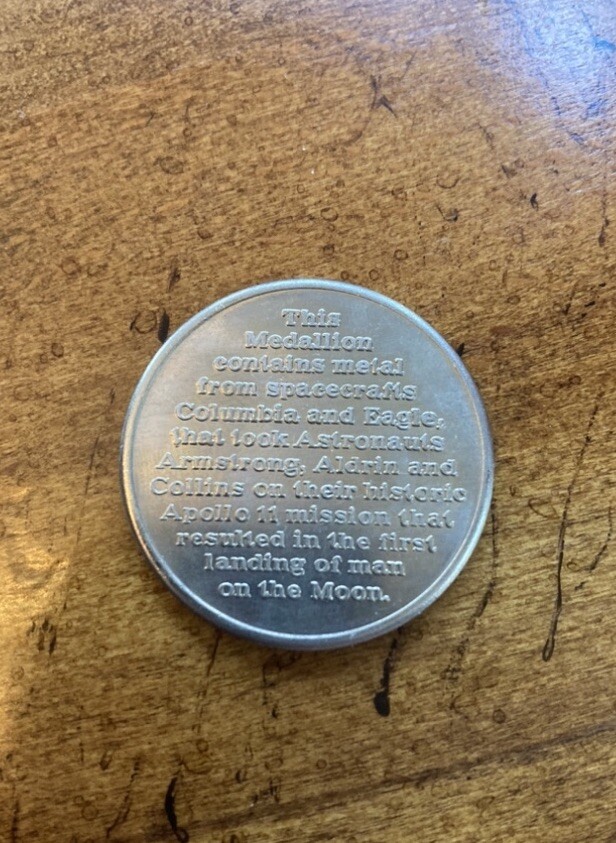 This
Medallion
contains metal
from spacecrafts
Columbia and Eagle,
that took Astronauts
Armstrong, Aldrin and
Collins on their historic
Apollo 11 mission that
resulted in the first
landing of man
on the Moon.